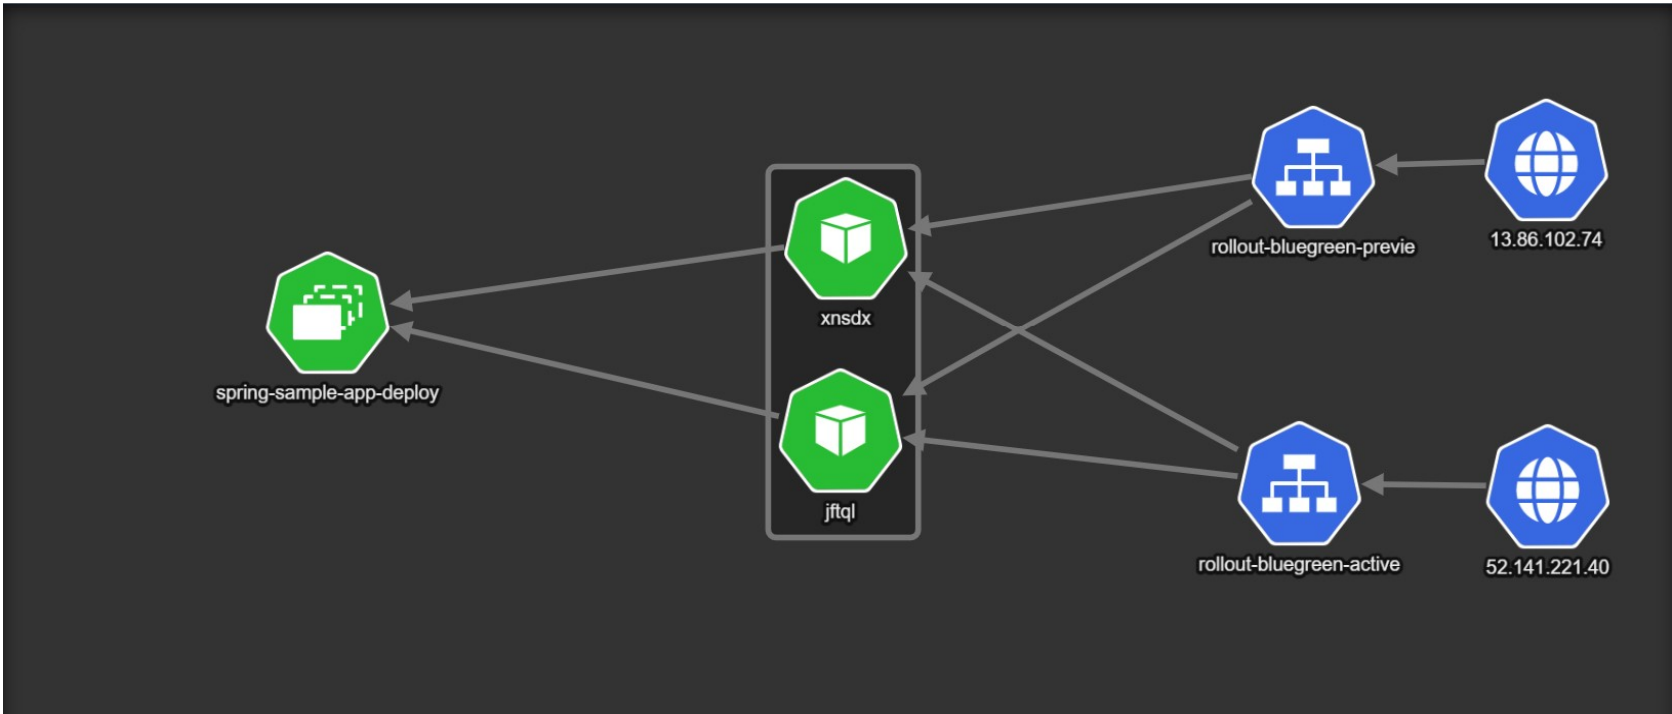 rollout-bluegreen-previe
13.86.102.74
xnsdx
spring-sample-app-deploy
jftql
rollout-bluegreen-active
52.141.221.40